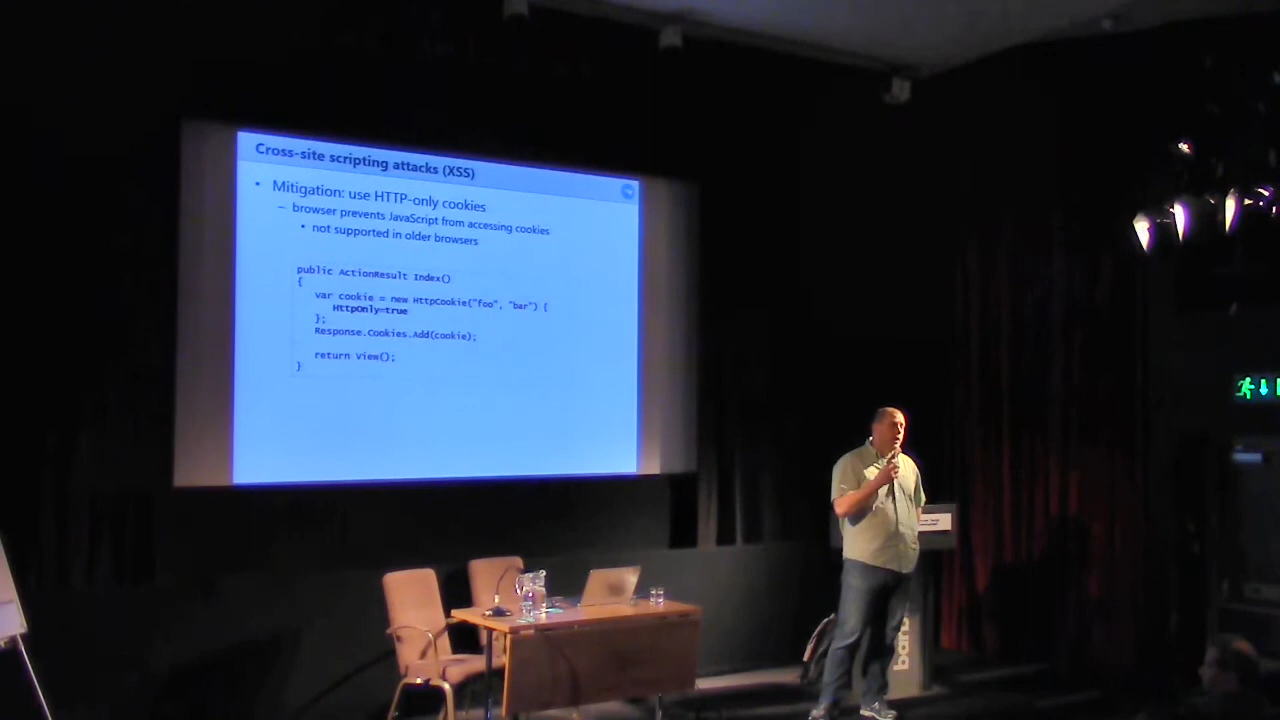 Cross-site scripting attacks (XSS)
• Mitigation: use HTTP-only cookies
– browser prevents JavaScript from accessing cookies
• not supported in older browsers
public ActionResult Index()
{
var cookie = new HttpCookie("foo", "bar") {
HttpOnly=true
};
Response.Cookies.Add(cookie);
return View();
}